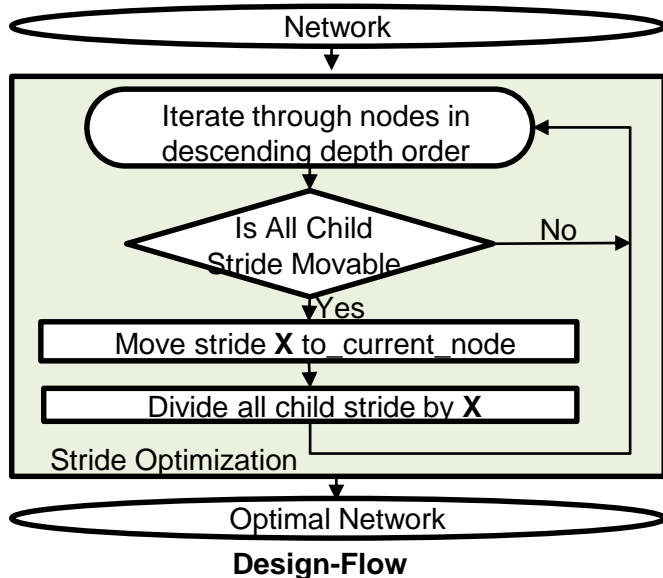 Network
Iterate through nodes in
descending depth order
Is All Child
Stride Movable
No
Yes
Move stride X to_current_node
Divide all child stride by X
Stride Optimization
Optimal Network
Design-Flow